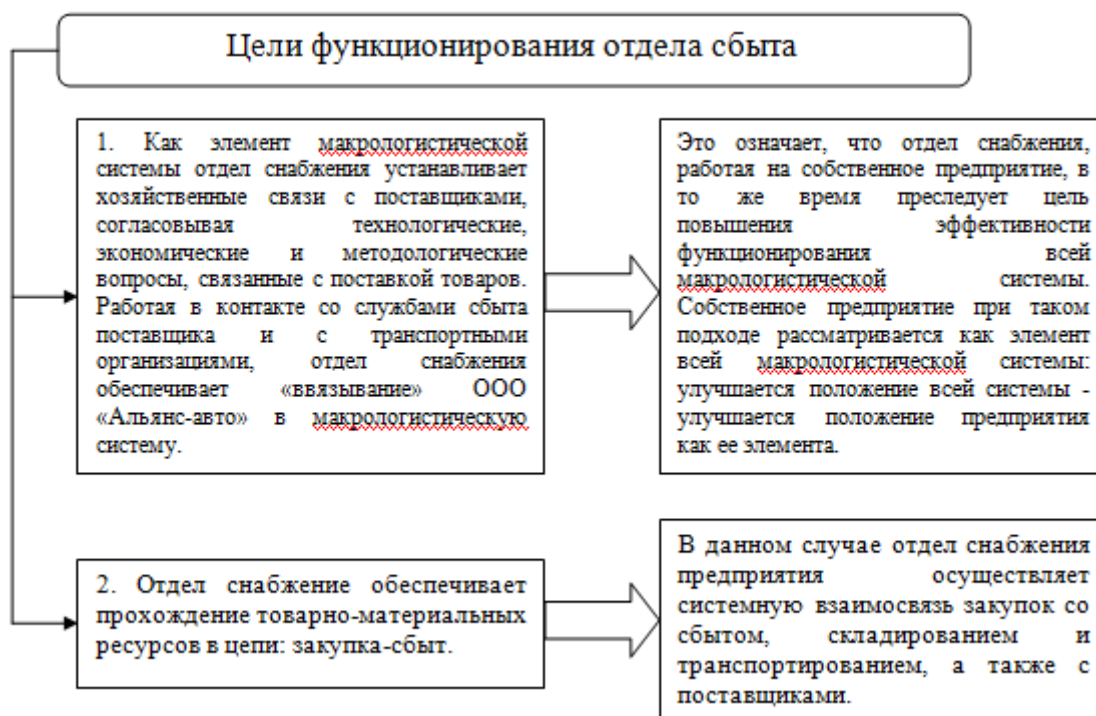 Цели функционирования отдела сбыта
1. Как элемент макрологистической
системы отдел снабжения устанавливает
хозяйственные связи с поставщиками,
согласовывая технологические,
экономические и методологические
вопросы, связанные с поставкой товаров.
Работая в контакте со службами сбыта
поставщика и с транспортными
организациями, отдел снабжения
обеспечивает «ввязывание» ООО
«Альянс-авто» в макрологистическую
систему.
Это означает, что отдел снабжения,
работая на собственное предприятие, в
то же время преследует цель
повышения эффективности
функционирования всей
макрологистической системы.
Собственное предприятие при таком
подходе рассматривается как элемент
всей макрологистической системы:
улучшается положение всей системы -
улучшается положение предприятия
как ее элемента.
2. Отдел снабжение обеспечивает
прохождение товарно-материальных
ресурсов в цепи: закупка-сбыт.
В данном случае отдел снабжения
предприятия осуществляет
системную взаимосвязь закупок со
сбытом, складированием и
транспортированием, а также с
поставщиками.